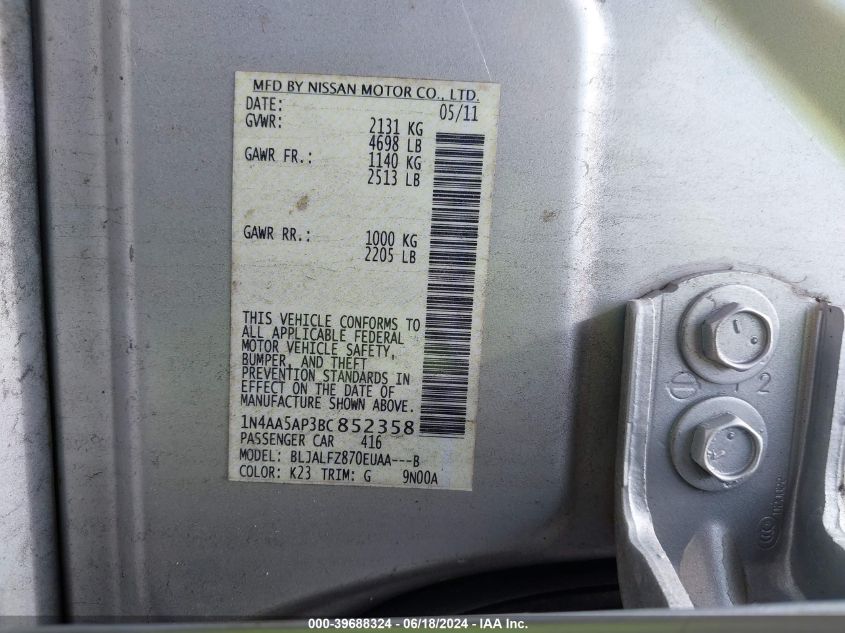 MFD BY NISSAN MOTOR CO., LTD.
DATE: 05/11
GVWR: 2131 KG
4698 LB
GAWR FR.: 1140 KG
2513 LB
GAWR RR.: 1000 KG
2205 LB
THIS VEHICLE CONFORMS TO
ALL APPLICABLE FEDERAL
MOTOR VEHICLE SAFETY,
BUMPER, AND THEFT
PREVENTION STANDARDS IN
EFFECT ON THE DATE OF
MANUFACTURE SHOWN ABOVE.
1N4AA5AP3BC852358
PASSENGER CAR 416
MODEL: BLJALFZ870EUAA---B
COLOR: K23 TRIM: G 9N00A
2
000-39688324 - 06/18/2024 - IAA Inc.